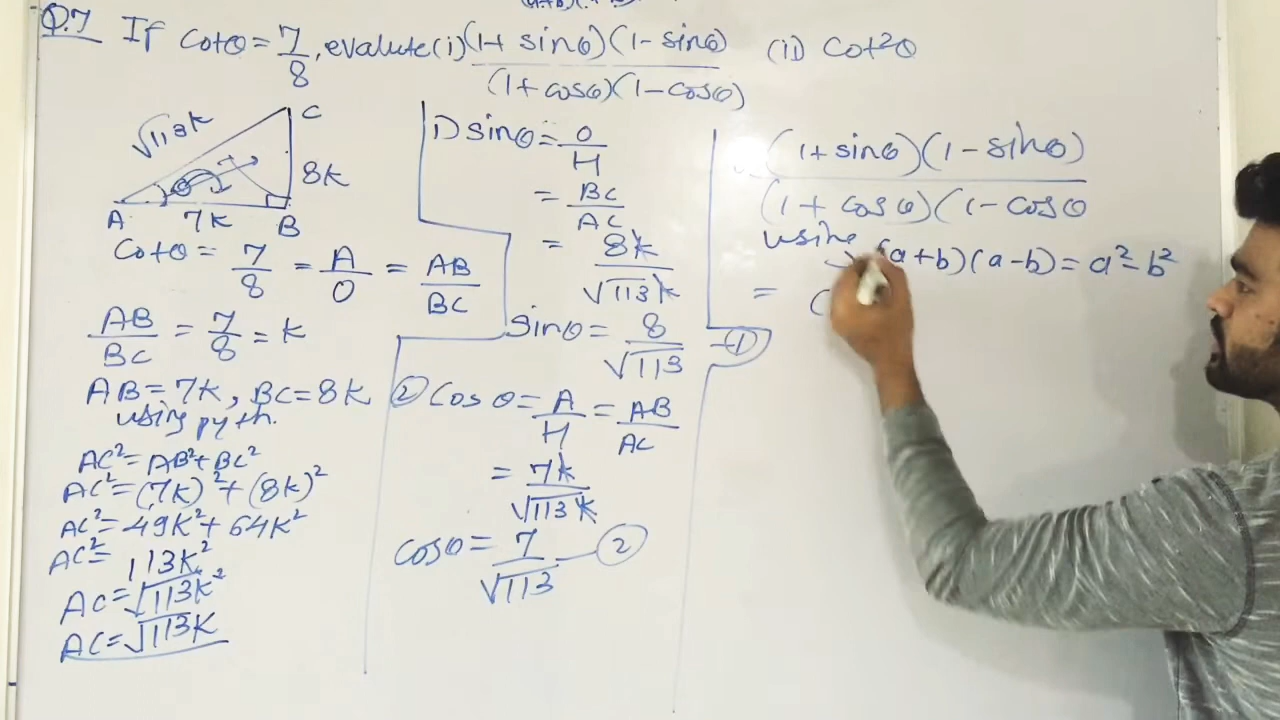 Q.7 If Cotθ = 7/8, evalute (i) (1+ sinθ)(1- sinθ)/(1+cosθ)(1-cosθ) (ii) Cot²θ
C
√113K
8K
θ
A 7K B
Cotθ = 7/8 = A/O = AB/BC
AB/BC = 7/8 = K
AB = 7K, BC = 8K
using pyth.
AC² = AB² + BC²
AC² = (7K)² + (8K)²
AC² = 49K² + 64K²
AC² = 113K²
AC = √113K²
AC = √113K
1) sinθ = O/H
= BC/AC
= 8k/√113k
sinθ = 8/√113 —①
② Cosθ = A/H = AB/AC
= 7k/√113k
cosθ = 7/√113 —②
(1+sinθ)(1-sinθ)/(1+cosθ)(1-cosθ
using (a+b)(a-b) = a²-b²
= (